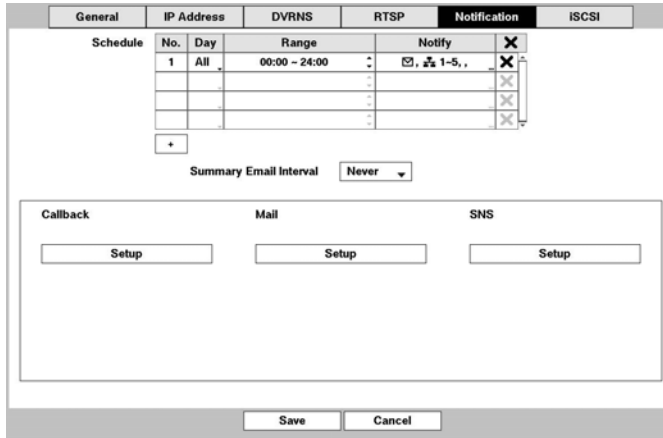 General IP Address DVRNS RTSP Notification iSCSI
Schedule No. Day Range Notify
1 All 00:00 ~ 24:00 , 1~5, ,
+
Summary Email Interval Never
Callback Mail SNS
Setup Setup Setup
Save Cancel